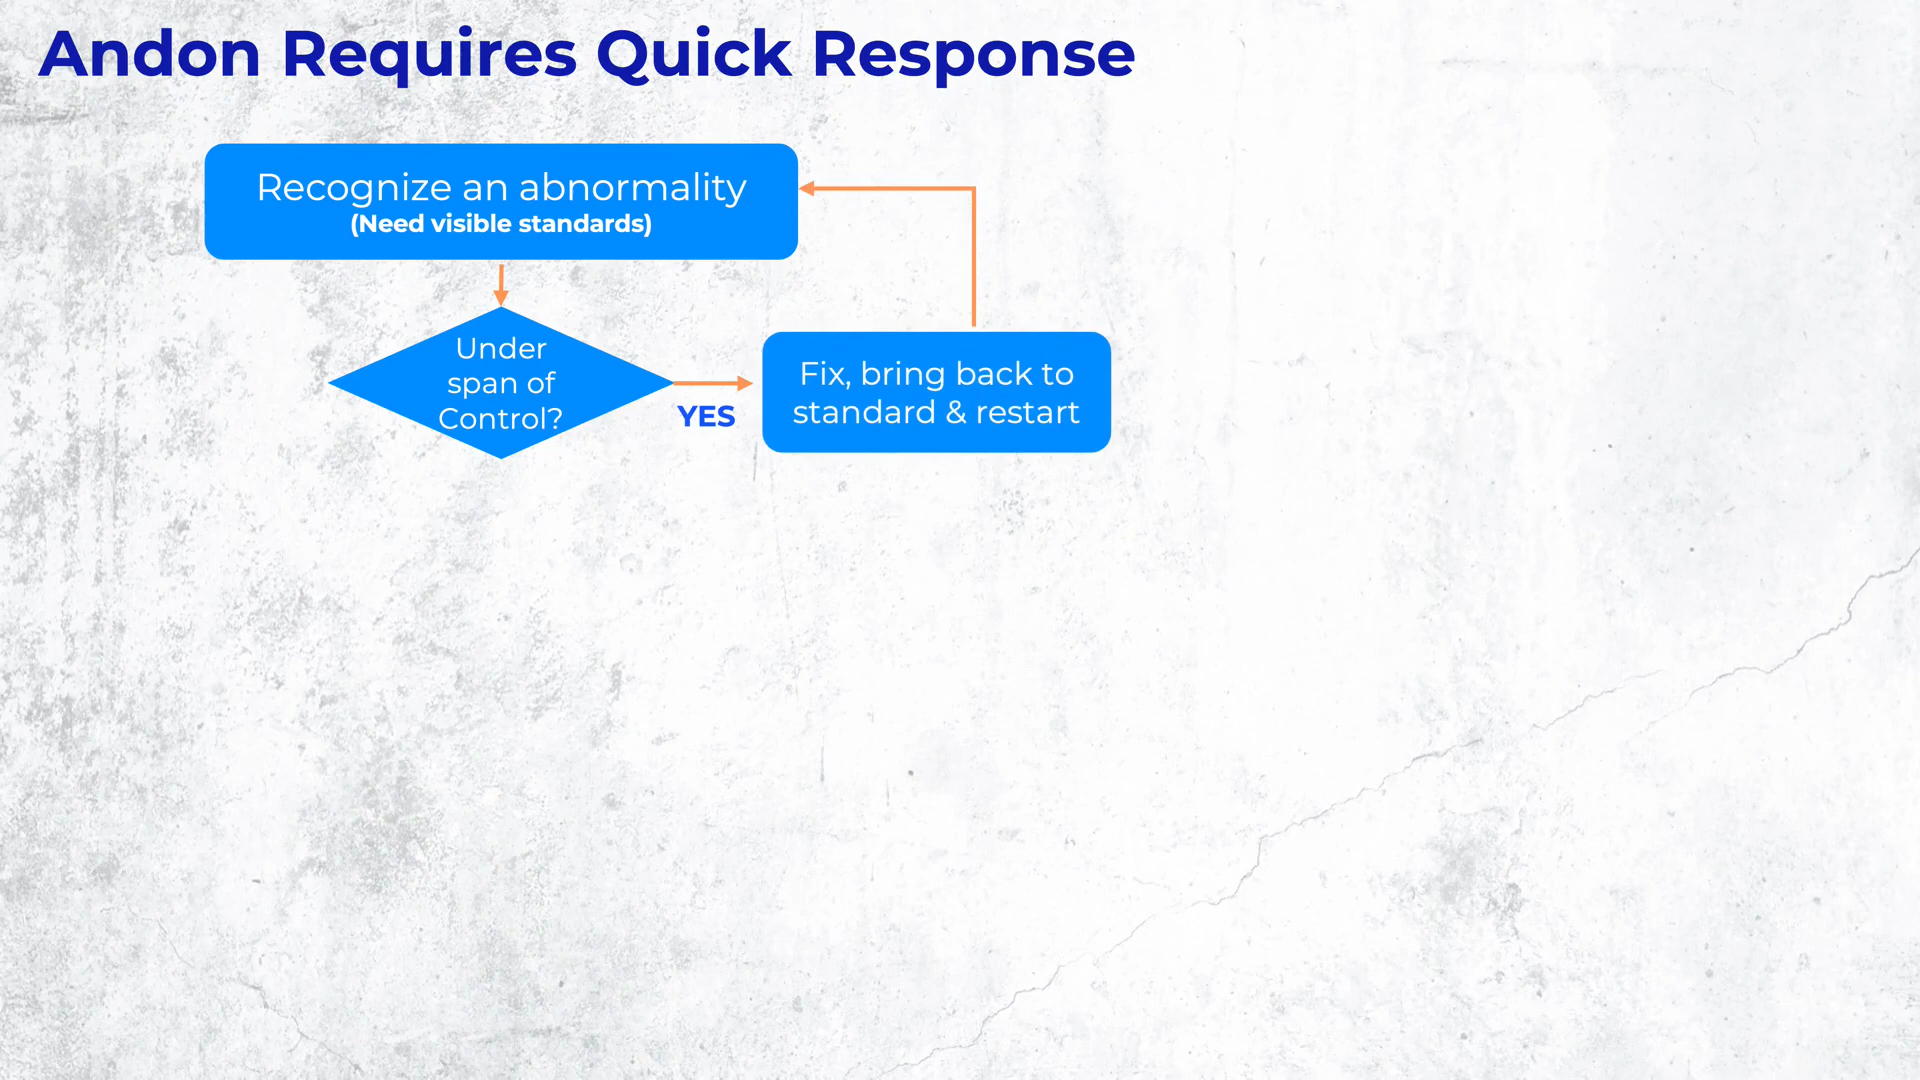 Andon Requires Quick Response
Recognize an abnormality
(Need visible standards)
Under
span of
Control?
YES
Fix, bring back to
standard & restart